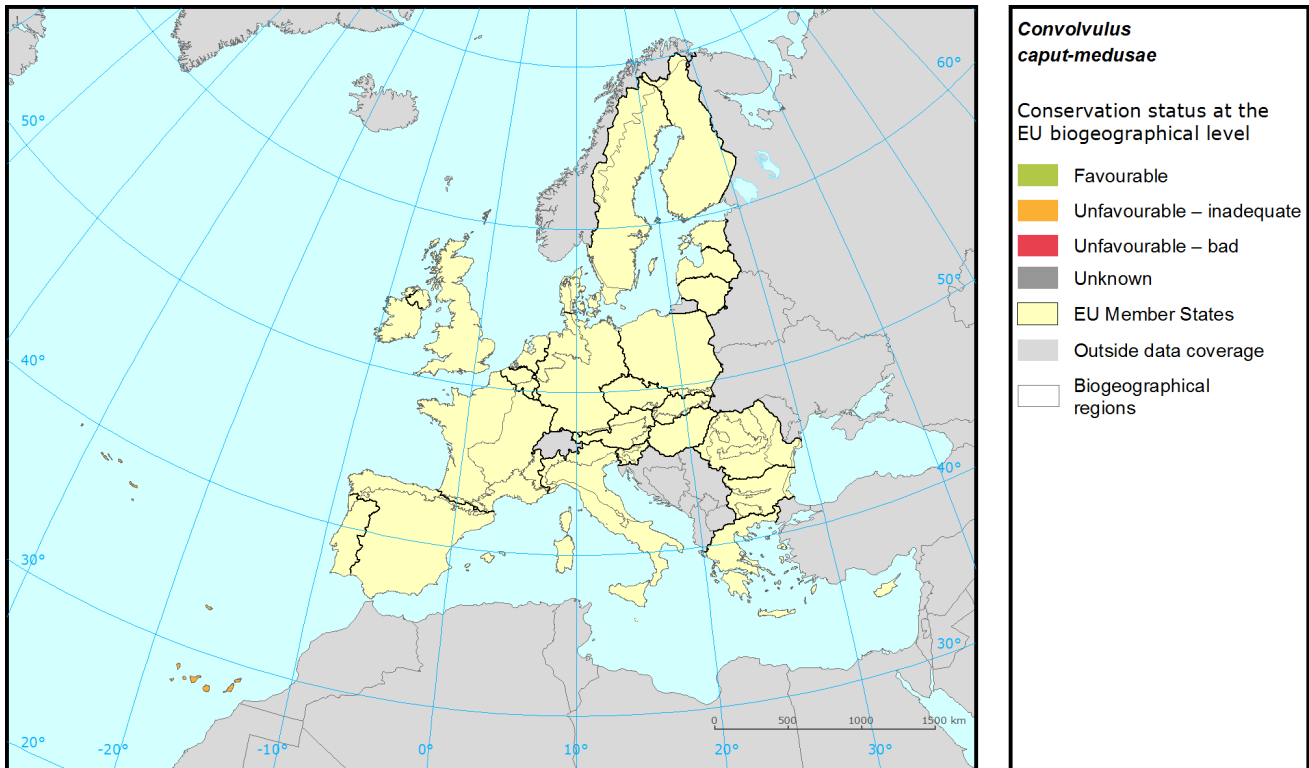 Convolvulus
caput-medusae
Conservation status at the
EU biogeographical level
Favourable
Unfavourable – inadequate
Unfavourable – bad
Unknown
EU Member States
Outside data coverage
Biogeographical
regions
60°
50°
50°
40°
40°
30°
30°
0 500 1000 1500 km
20° -20° -10° 0° 10° 20° 30°